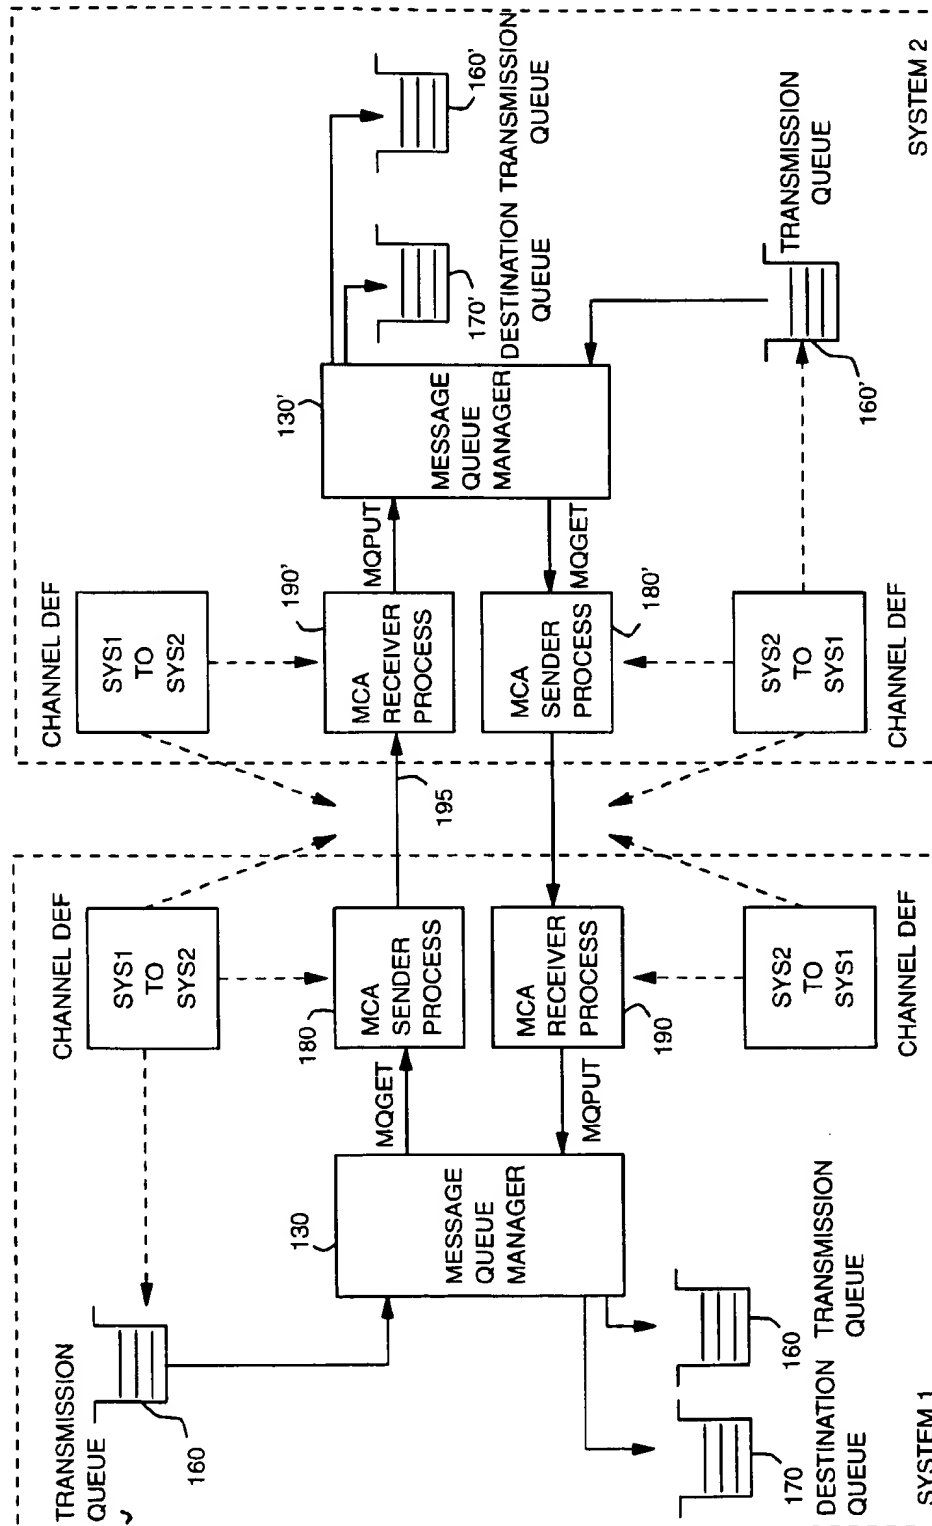 TRANSMISSION
QUEUE
160
CHANNEL DEF
SYS1
TO
SYS2
130
MESSAGE
QUEUE
MANAGER
MQGET
180
MCA
SENDER
PROCESS
MQPUT
MCA
RECEIVER
PROCESS
190
170
DESTINATION
QUEUE
160
TRANSMISSION
QUEUE
SYS2
TO
SYS1
CHANNEL DEF
SYSTEM 1
195
CHANNEL DEF
SYS1
TO
SYS2
190'
MCA
RECEIVER
PROCESS
MQPUT
130'
MESSAGE
QUEUE
MANAGER
MQGET
180'
MCA
SENDER
PROCESS
170'
DESTINATION
QUEUE
160'
TRANSMISSION
QUEUE
SYS2
TO
SYS1
CHANNEL DEF
160'
TRANSMISSION
QUEUE
SYSTEM 2